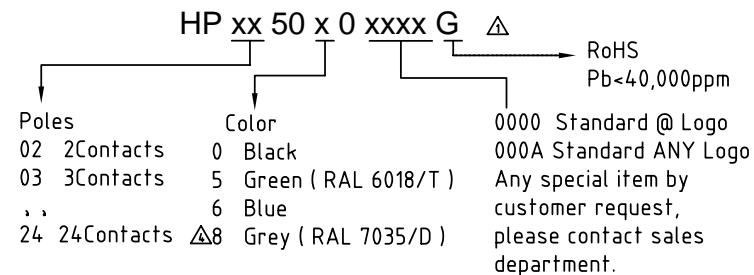 HP xx 50 x 0 xxxx G 1
RoHS
Pb<40,000ppm
Poles
02 2Contacts
03 3Contacts
, ,
24 24Contacts
Color
0 Black
5 Green ( RAL 6018/T )
6 Blue
4 8 Grey ( RAL 7035/D )
0000 Standard @ Logo
000A Standard ANY Logo
Any special item by
customer request,
please contact sales
department.